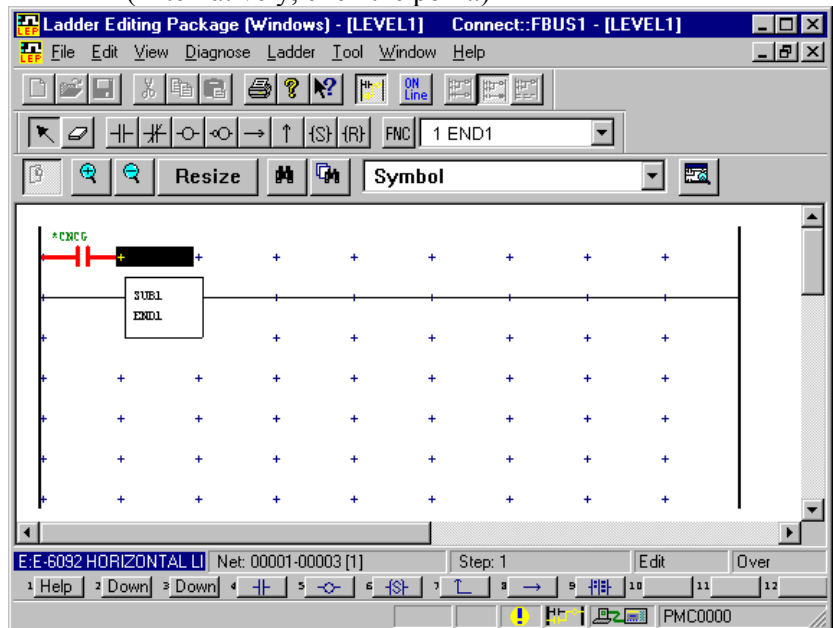 Ladder Editing Package (Windows) - [LEVEL1] Connect::FBUS1 - [LEVEL1]
LEP File Edit View Diagnose Ladder Tool Window Help
ON Line
{S} {R} FNC 1 END1
Resize Symbol
*CNCG
SUB1
END1
E:E-6092 HORIZONTAL LI Net: 00001-00003 [1] Step: 1 Edit Over
1 Help 2 Down 3 Down 4 5 6 {S} 7 8 9 10 11 12
PMC0000